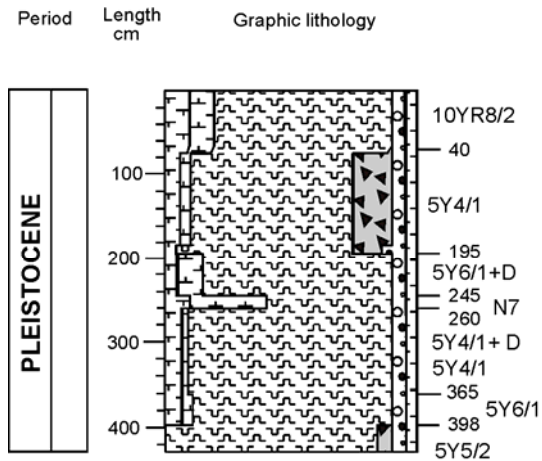 Period Length cm Graphic lithology
PLEISTOCENE
100
200
300
400
10YR8/2
40
5Y4/1
195
5Y6/1+D
245
N7
260
5Y4/1+ D
5Y4/1
365
5Y6/1
398
5Y5/2